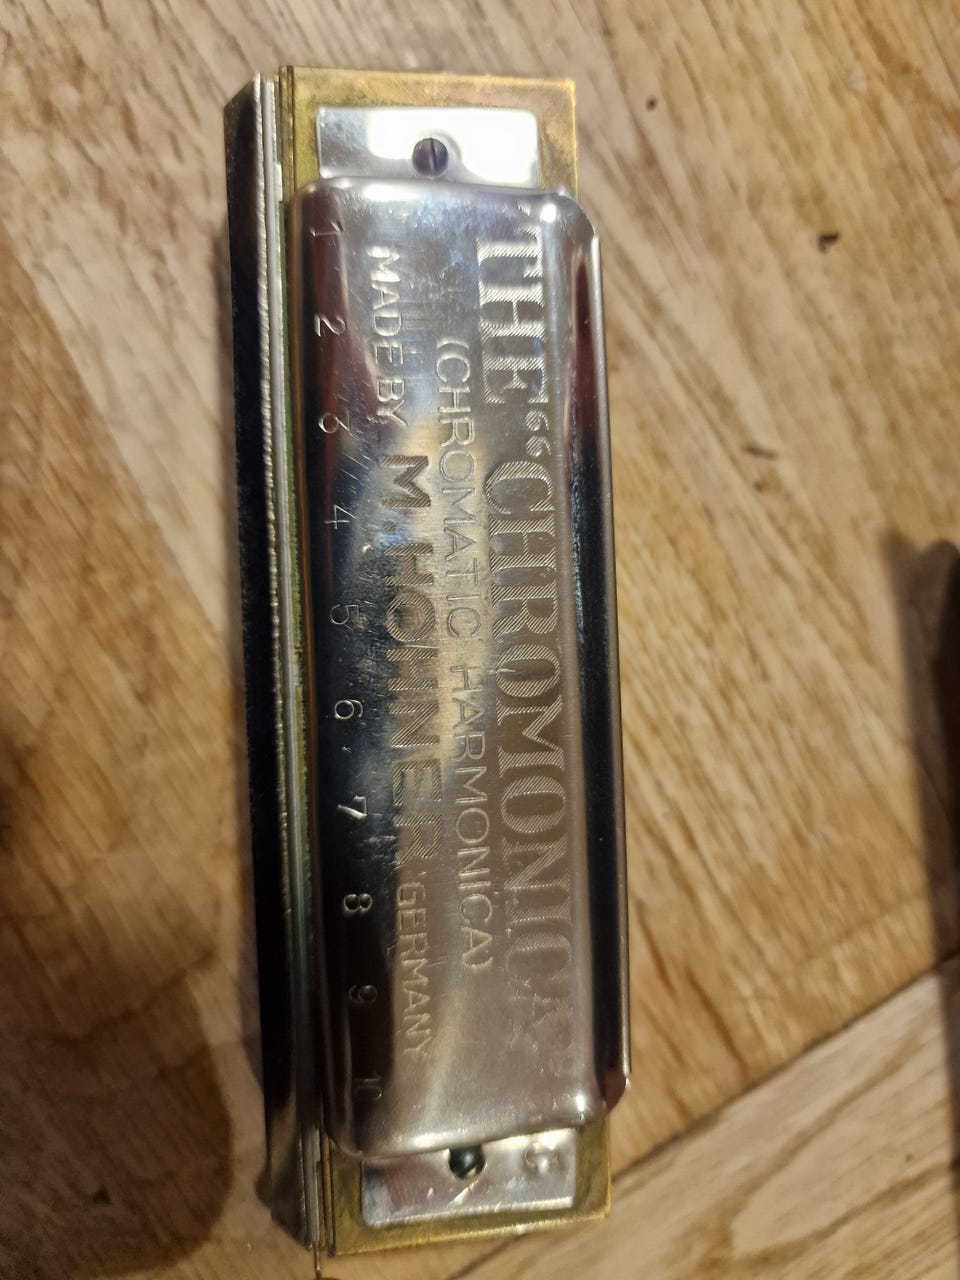 THE “CHROMONICA”
(CHROMATIC HARMONICA)
MADE BY M. HOHNER GERMANY
1 2 3 4 5 6 7 8 9 10